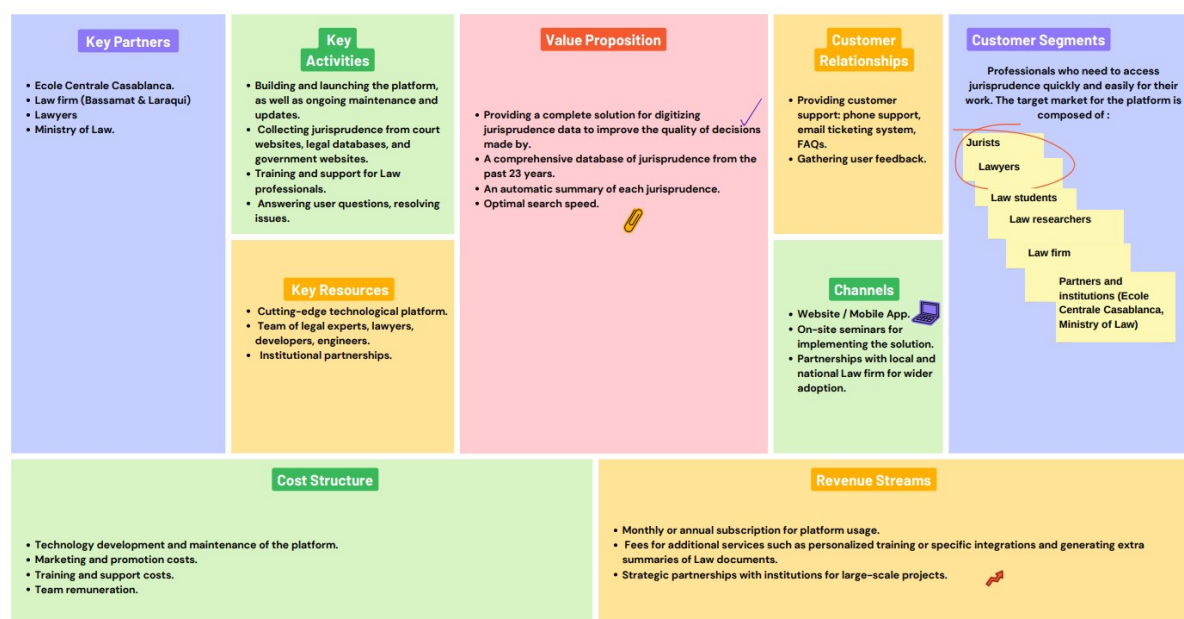 Key Partners
• Ecole Centrale Casablanca.
• Law firm (Bassamat & Laraqui)
• Lawyers
• Ministry of Law.
Key
Activities
• Building and launching the platform,
as well as ongoing maintenance and
updates.
• Collecting jurisprudence from court
websites, legal databases, and
government websites.
• Training and support for Law
professionals.
• Answering user questions, resolving
issues.
Key Resources
• Cutting-edge technological platform.
• Team of legal experts, lawyers,
developers, engineers.
• Institutional partnerships.
Value Proposition
• Providing a complete solution for digitizing
jurisprudence data to improve the quality of decisions
made by.
• A comprehensive database of jurisprudence from the
past 23 years.
• An automatic summary of each jurisprudence.
• Optimal search speed.
Customer
Relationships
• Providing customer
support: phone support,
email ticketing system,
FAQs.
• Gathering user feedback.
Channels
• Website / Mobile App.
• On-site seminars for
implementing the solution.
• Partnerships with local and
national Law firm for wider
adoption.
Customer Segments
Professionals who need to access
jurisprudence quickly and easily for their
work. The target market for the platform is
composed of :
Jurists
Lawyers
Law students
Law researchers
Law firm
Partners and
institutions (Ecole
Centrale Casablanca,
Ministry of Law)
Cost Structure
• Technology development and maintenance of the platform.
• Marketing and promotion costs.
• Training and support costs.
• Team remuneration.
Revenue Streams
• Monthly or annual subscription for platform usage.
• Fees for additional services such as personalized training or specific integrations and generating extra
summaries of Law documents.
• Strategic partnerships with institutions for large-scale projects.